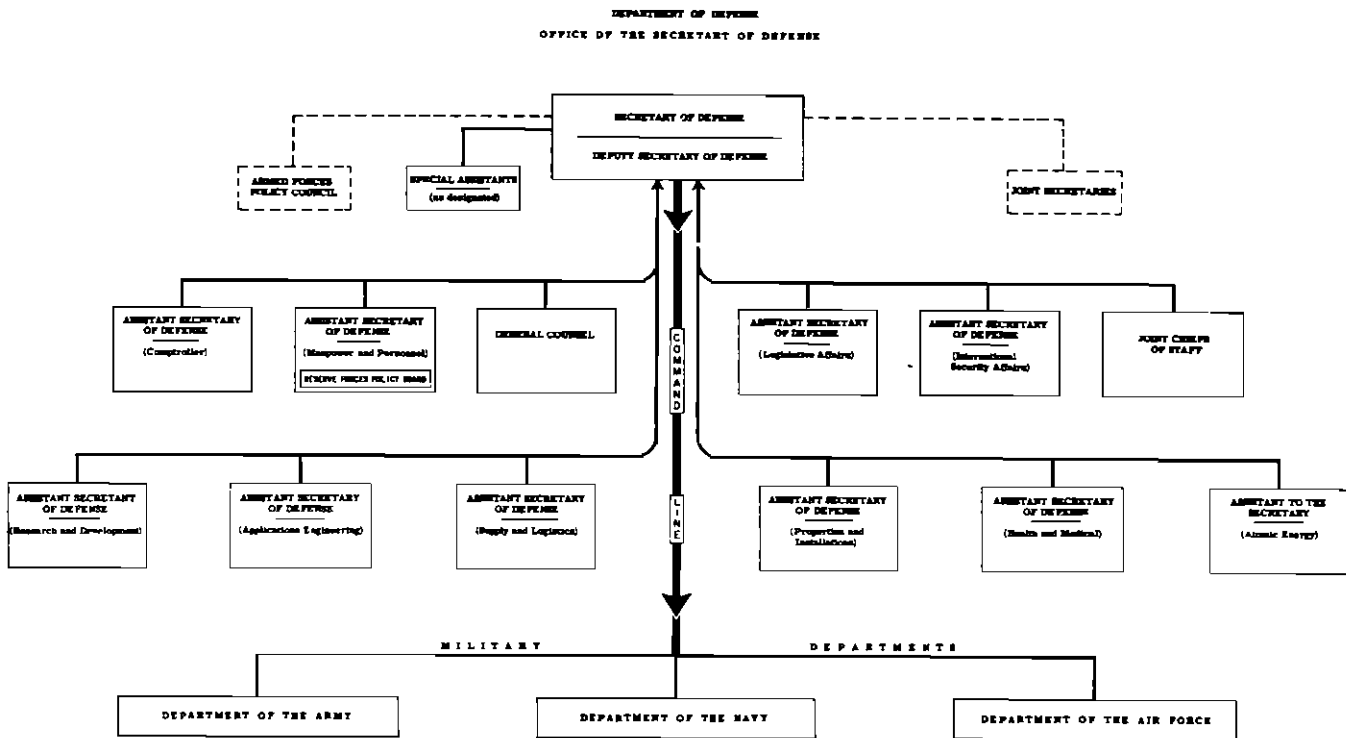 DEPARTMENT OF DEFENSE
OFFICE OF THE SECRETARY OF DEFENSE
SECRETARY OF DEFENSE
DEPUTY SECRETARY OF DEFENSE
ARMED FORCES
POLICY COUNCIL
SPECIAL ASSISTANTS
(as designated)
JOINT SECRETARIES
ASSISTANT SECRETARY
OF DEFENSE
(Comptroller)
ASSISTANT SECRETARY
OF DEFENSE
(Manpower and Personnel)
RESERVE FORCES POLICY BOARD
GENERAL COUNSEL
COMMAND
ASSISTANT SECRETARY
OF DEFENSE
(Legislative Affairs)
ASSISTANT SECRETARY
OF DEFENSE
(International
Security Affairs)
JOINT CHIEFS
OF STAFF
ASSISTANT SECRETARY
OF DEFENSE
(Research and Development)
ASSISTANT SECRETARY
OF DEFENSE
(Applications Engineering)
ASSISTANT SECRETARY
OF DEFENSE
(Supply and Logistics)
LINE
ASSISTANT SECRETARY
OF DEFENSE
(Properties and
Installations)
ASSISTANT SECRETARY
OF DEFENSE
(Health and Medical)
ASSISTANT TO THE
SECRETARY
(Atomic Energy)
MILITARY DEPARTMENTS
DEPARTMENT OF THE ARMY
DEPARTMENT OF THE NAVY
DEPARTMENT OF THE AIR FORCE